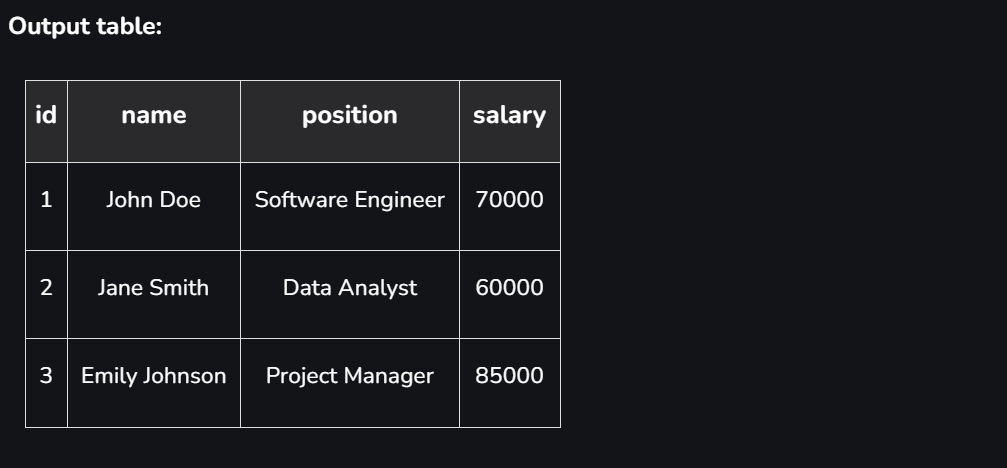 Output table:
id name position salary
1 John Doe Software Engineer 70000
2 Jane Smith Data Analyst 60000
3 Emily Johnson Project Manager 85000